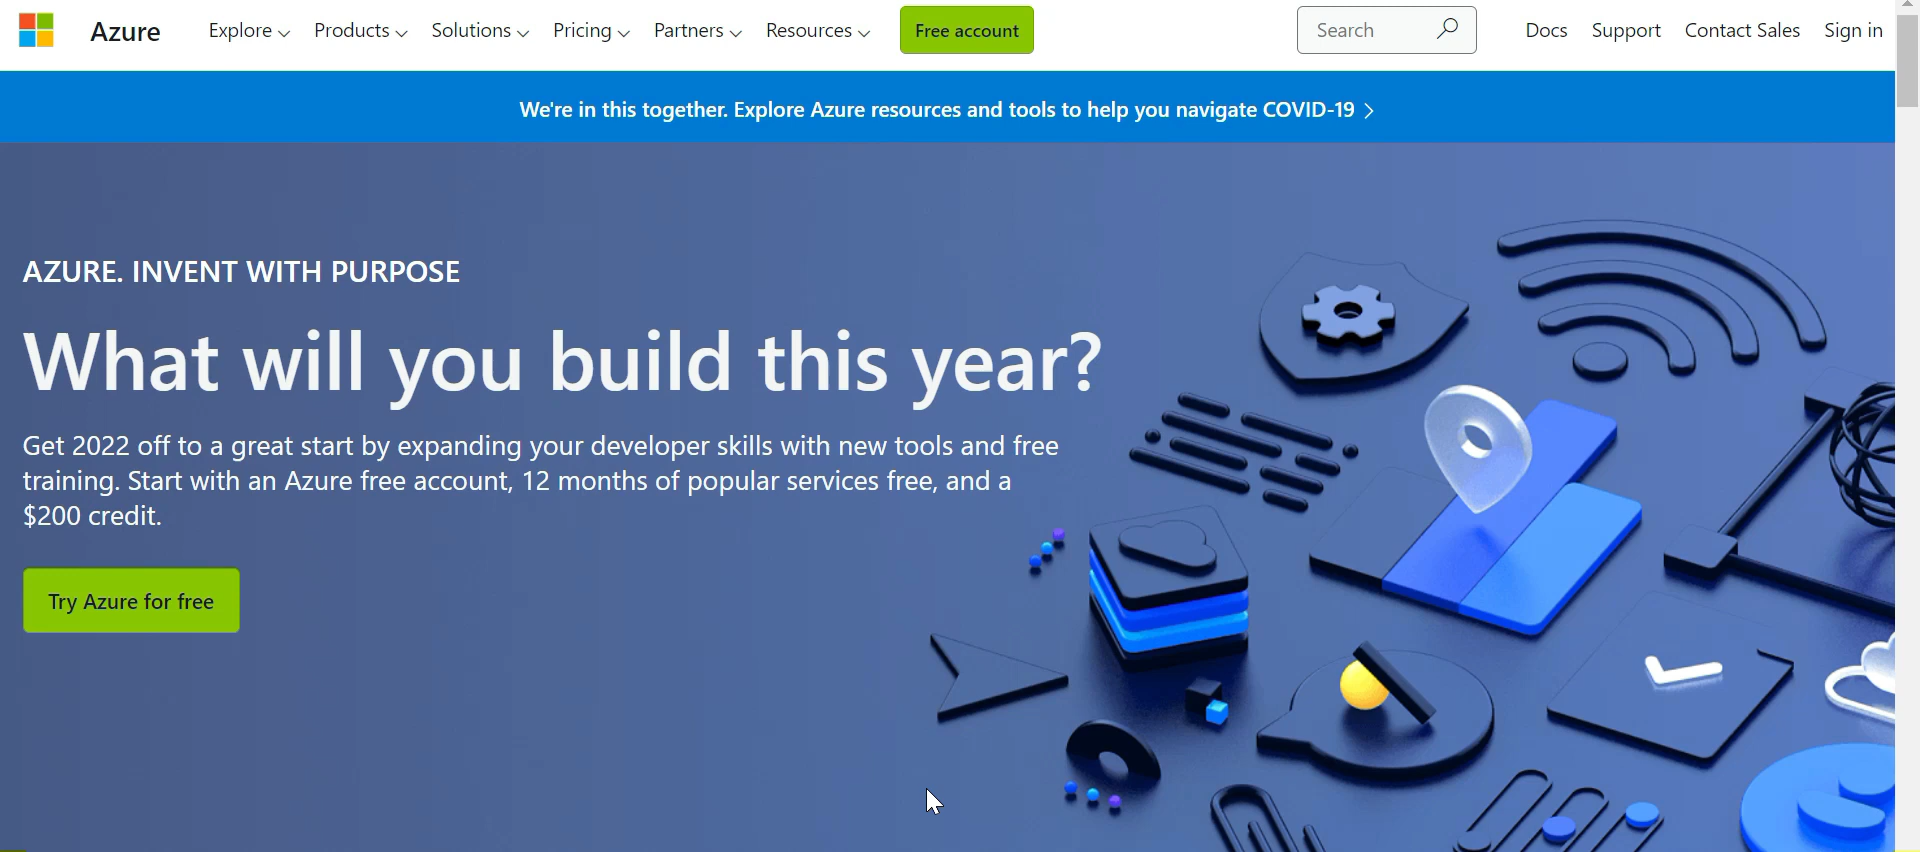 Azure Explore Products Solutions Pricing Partners Resources Free account Search Docs Support Contact Sales Sign in
We're in this together. Explore Azure resources and tools to help you navigate COVID-19
AZURE. INVENT WITH PURPOSE
What will you build this year?
Get 2022 off to a great start by expanding your developer skills with new tools and free
training. Start with an Azure free account, 12 months of popular services free, and a
$200 credit.
Try Azure for free